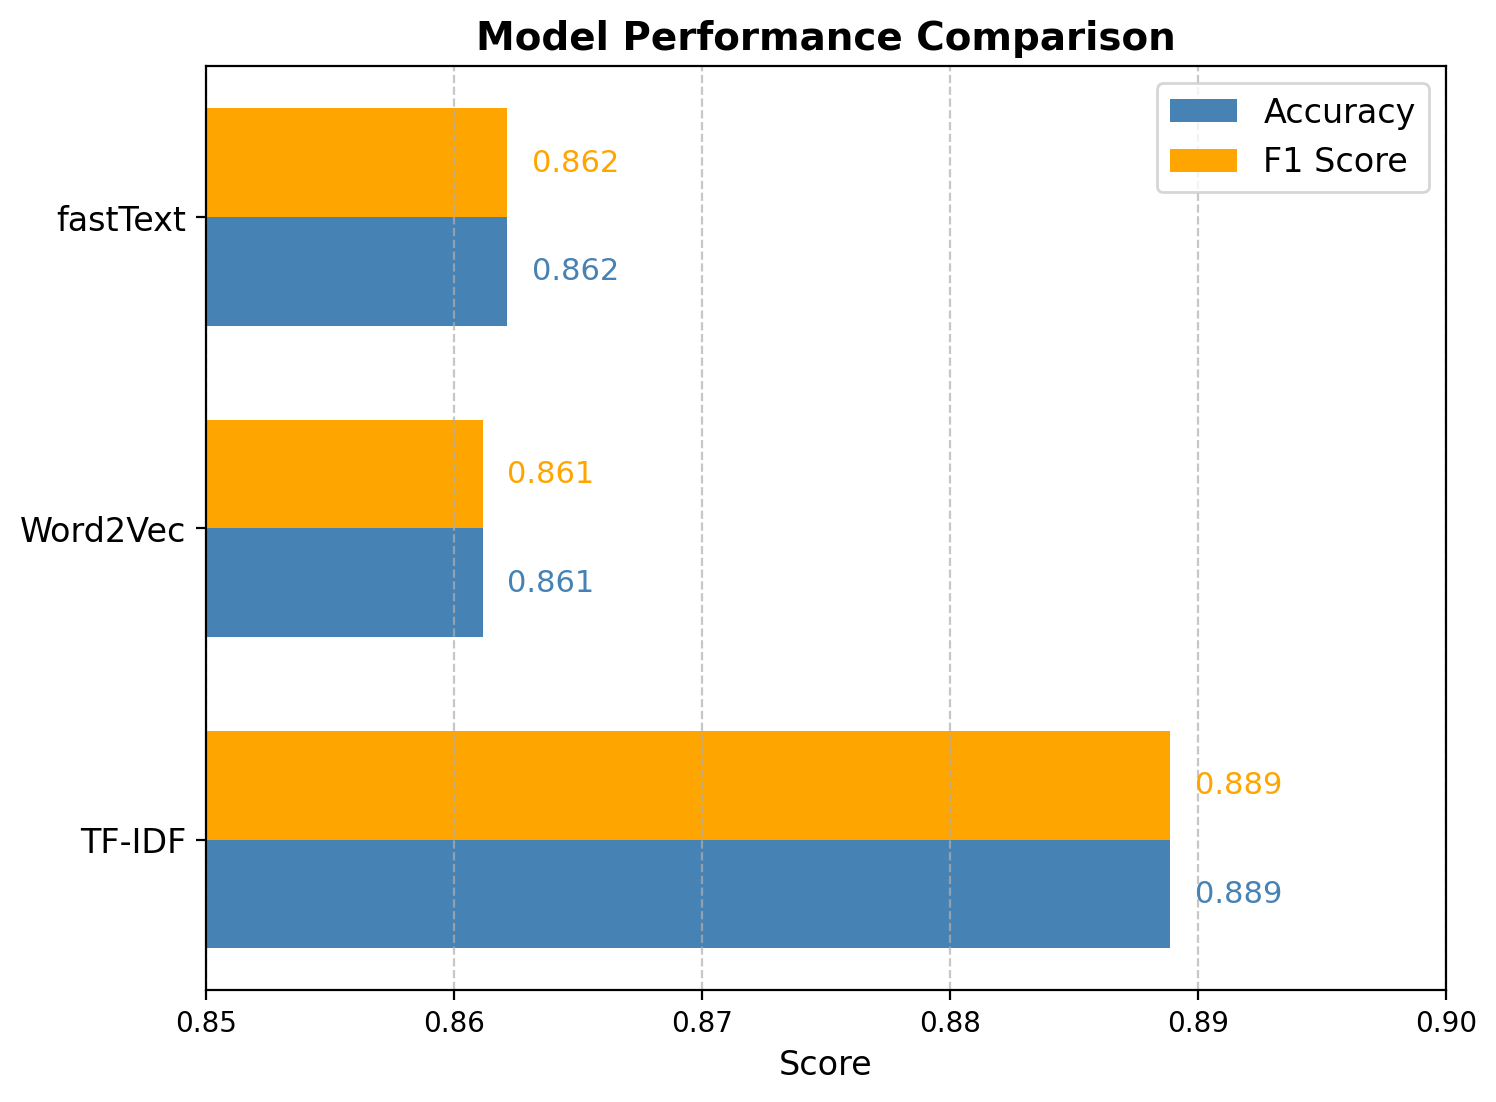 Model Performance Comparison
Accuracy
F1 Score
fastText
0.862
0.862
Word2Vec
0.861
0.861
TF-IDF
0.889
0.889
0.85 0.86 0.87 0.88 0.89 0.90
Score